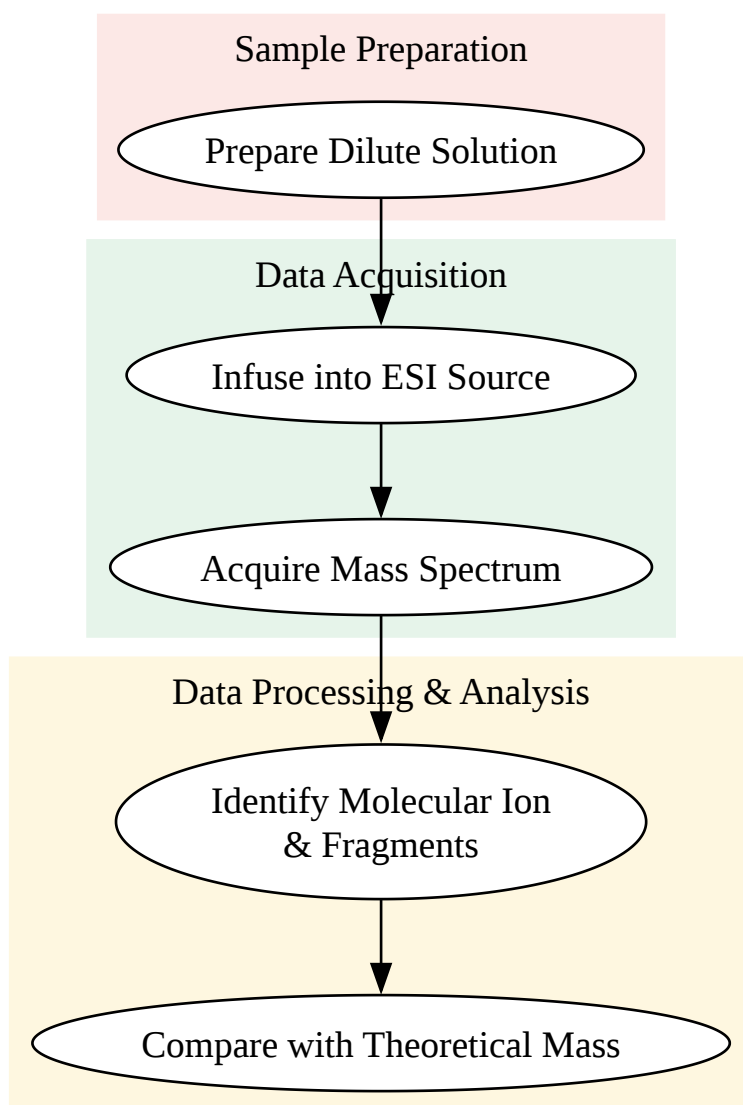 Sample Preparation
Prepare Dilute Solution
Data Acquisition
Infuse into ESI Source
Acquire Mass Spectrum
Data Processing & Analysis
Identify Molecular Ion
& Fragments
Compare with Theoretical Mass